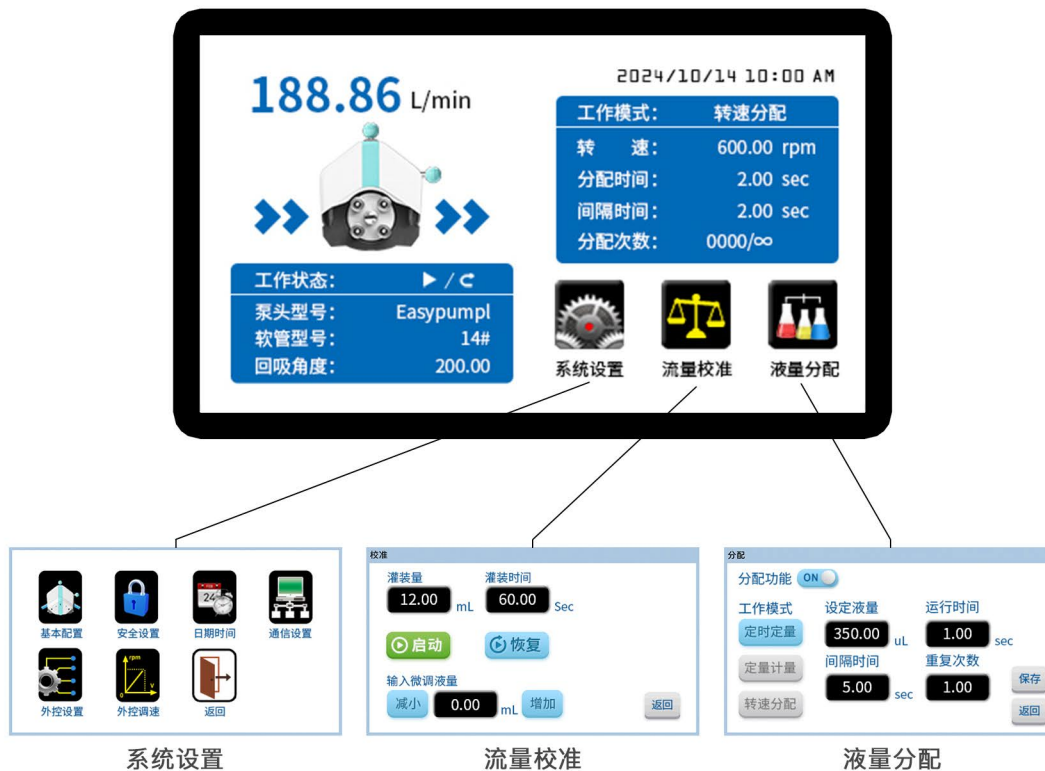 188.86 L/min
2024/10/14 10:00 AM
工作模式： 转速分配
转 速： 600.00 rpm
分配时间： 2.00 sec
间隔时间： 2.00 sec
分配次数： 0000/∞
工作状态： /
泵头型号： Easypumpl
软管型号： 14#
回吸角度： 200.00
系统设置 流量校准 液量分配
24
基本配置 安全设置 日期时间 通信设置
rpm
0 v
外控设置 外控调速 返回
系统设置
校准
灌装量 灌装时间
12.00 mL 60.00 Sec
启动 恢复
输入微调液量
减小 0.00 mL 增加 返回
流量校准
分配
分配功能 ON
工作模式 设定液量 运行时间
定时定量 350.00 uL 1.00 sec
定量计量 间隔时间 重复次数
5.00 sec 1.00 保存
转速分配 返回
液量分配